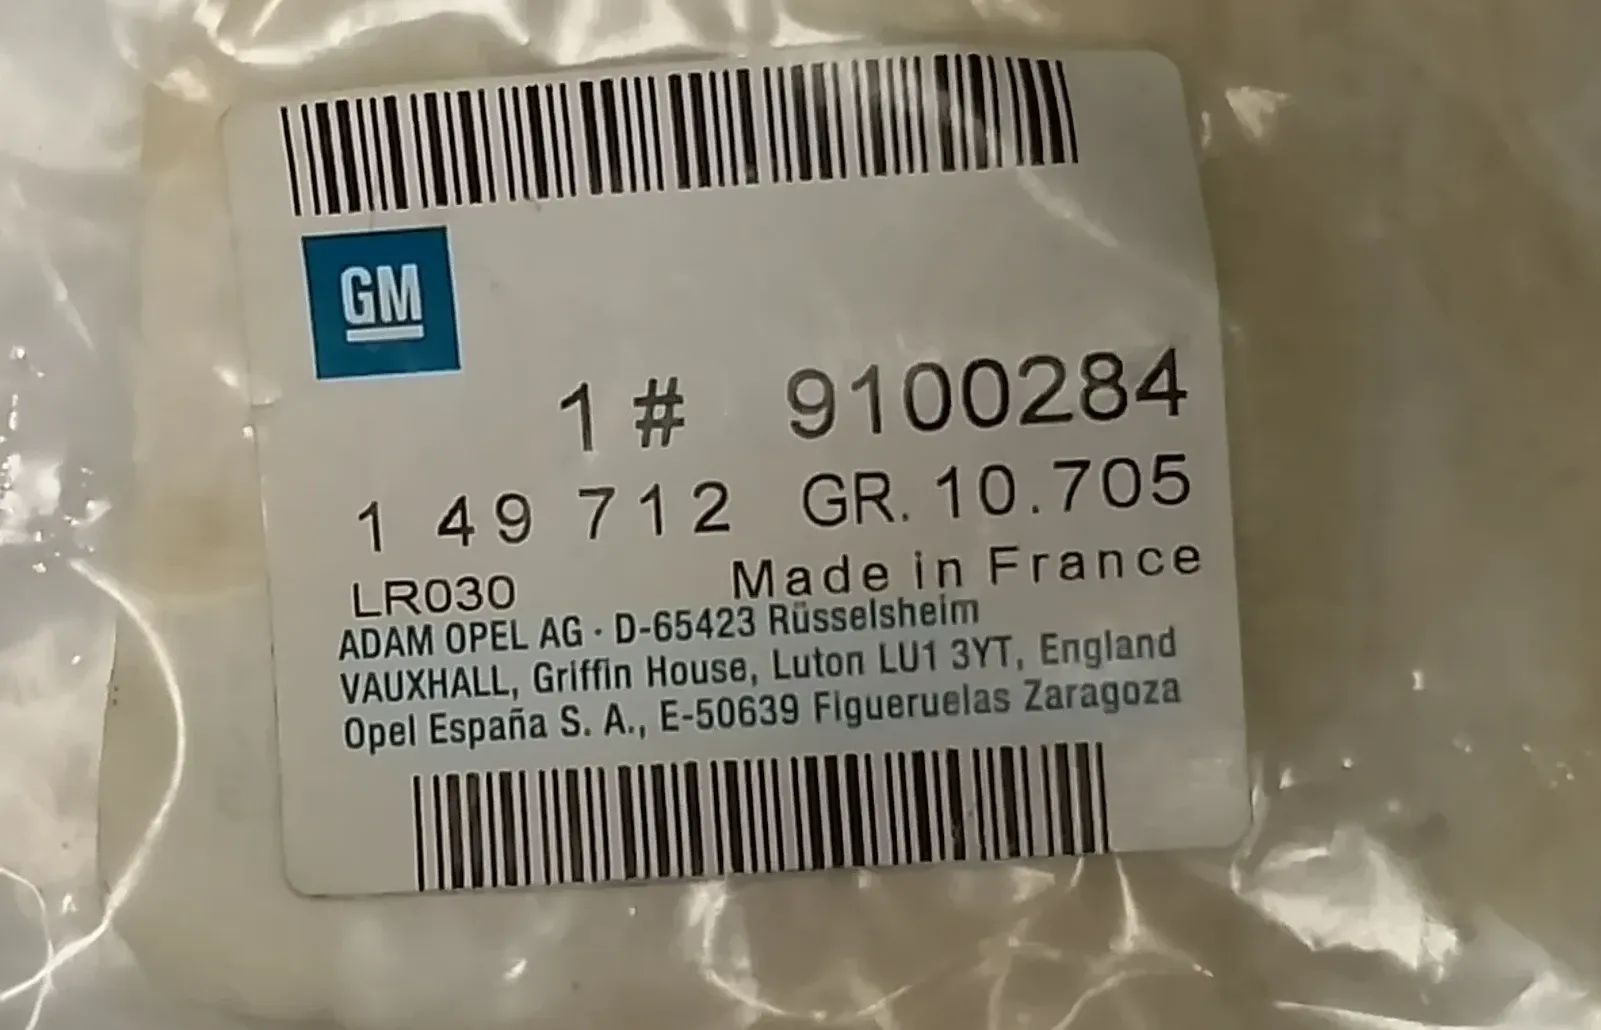 GM
1 # 9100284
1 49 712 GR. 10.705
LR030 Made in France
ADAM OPEL AG · D-65423 Rüsselsheim
VAUXHALL, Griffin House, Luton LU1 3YT, England
Opel España S. A., E-50639 Figueruelas Zaragoza